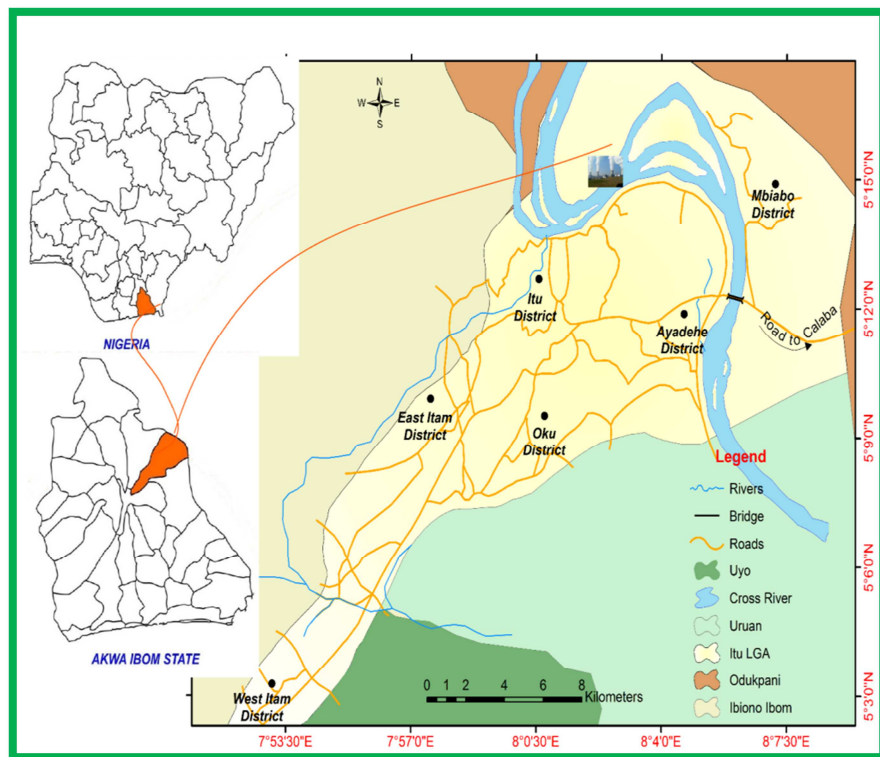 NIGERIA
AKWA IBOM STATE
N
W E
S
Mbiabo
District
Itu
District
Ayadehe
District
Road to Calaba
East Itam
District
Oku
District
West Itam
District
Legend
Rivers
Bridge
Roads
Uyo
Cross River
Uruan
Itu LGA
Odukpani
Ibiono Ibom
0 1 2 4 6 8
Kilometers
5°15'0"N
5°12'0"N
5°9'0"N
5°6'0"N
5°3'0"N
7°53'30"E 7°57'0"E 8°0'30"E 8°4'0"E 8°7'30"E